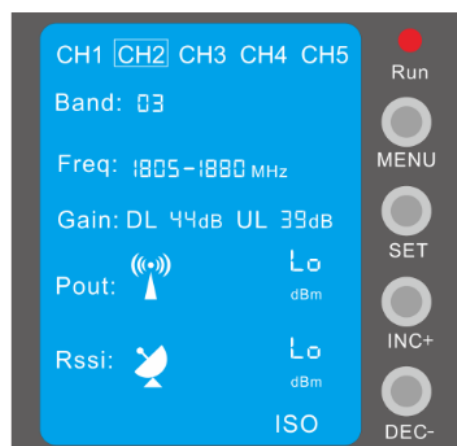 CH1 CH2 CH3 CH4 CH5
Run
Band: 03
MENU
Freq: 1805-1880 MHz
Gain: DL 44dB UL 39dB
SET
Pout: Lo
dBm
INC+
Rssi: Lo
dBm
ISO
DEC-